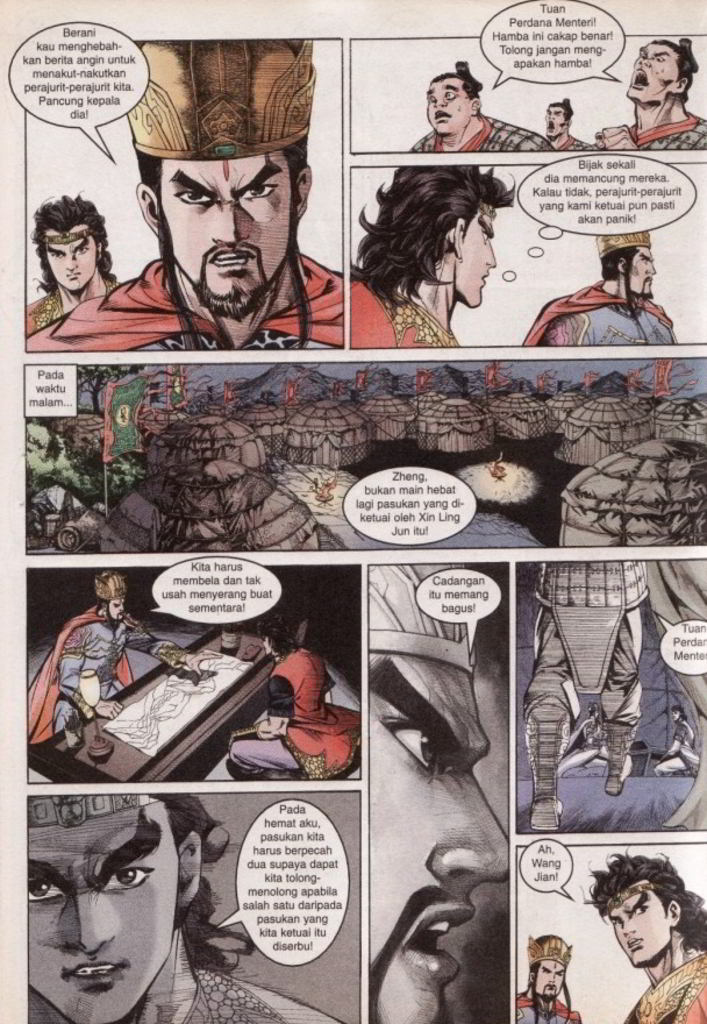 Berani
kau menghebah-
kan berita angin untuk
menakut-nakutkan
perajurit-perajurit kita.
Pancung kepala
dia!
Tuan
Perdana Menteri!
Hamba ini cakap benar!
Tolong jangan meng-
apakan hamba!
Bijak sekali
dia memancung mereka.
Kalau tidak, perajurit-perajurit
yang kami ketuai pun pasti
akan panik!
Pada
waktu
malam...
Zheng,
bukan main hebat
lagi pasukan yang di-
ketuai oleh Xin Ling
Jun itu!
Kita harus
membela dan tak
usah menyerang buat
sementara!
Cadangan
itu memang
bagus!
Tuan
Perdan
Menter
Pada
hemat aku,
pasukan kita
harus berpecah
dua supaya dapat
kita tolong-
menolong apabila
salah satu daripada
pasukan yang
kita ketuai itu
diserbu!
Ah,
Wang
Jian!